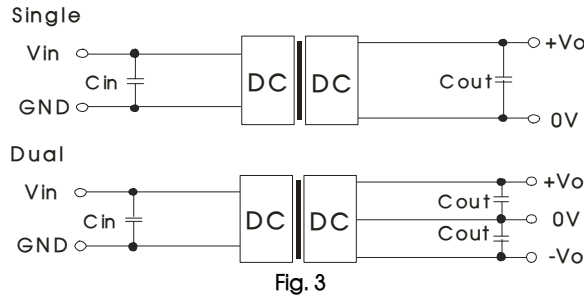 Single
Vin
+Vo
Cin
DC DC
Cout
GND
0V
Dual
Vin
+Vo
Cout
Cin
DC DC
0V
Cout
GND
-Vo
Fig. 3